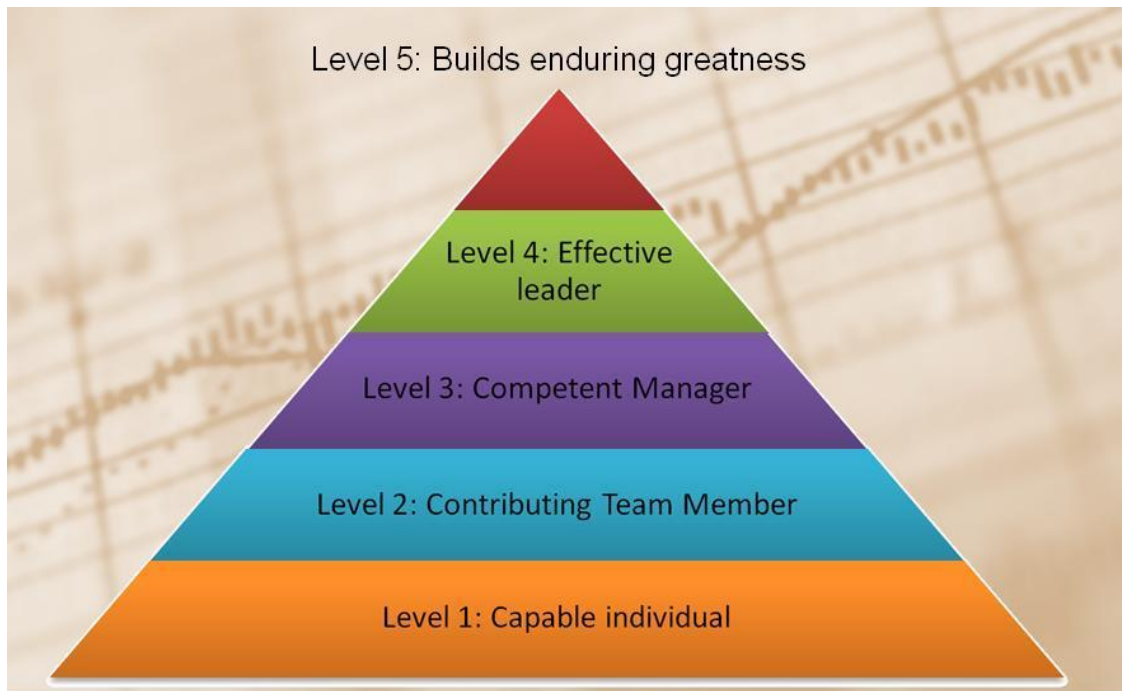 Level 5: Builds enduring greatness
Level 4: Effective
leader
Level 3: Competent Manager
Level 2: Contributing Team Member
Level 1: Capable individual